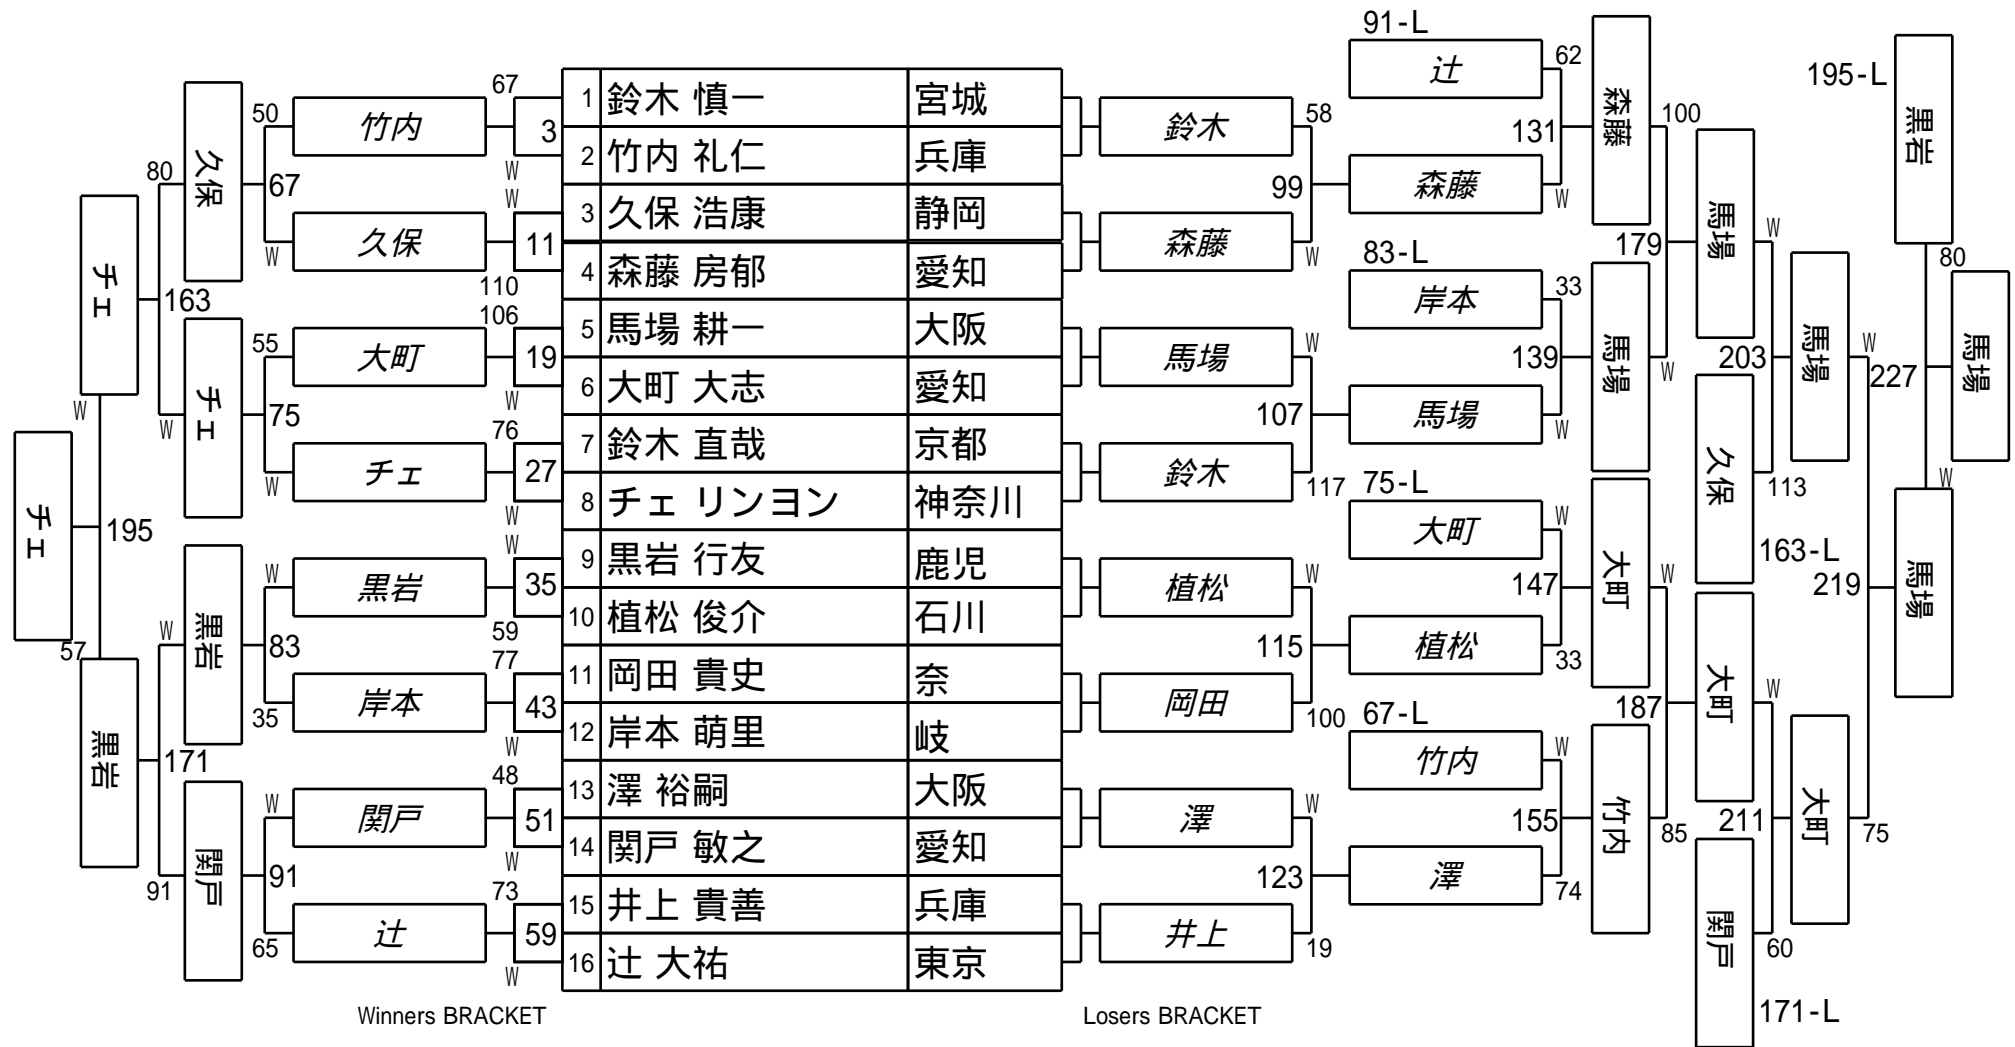 91-L
195-L
辻 62
森藤 100
黒岩
50 竹内 67 3 W
1 鈴木 慎一 宮城
2 竹内 礼仁 兵庫
鈴木 58
131
久保 80 67
森藤 W
馬場 W
W 久保 W 11 110
3 久保 浩康 静岡
4 森藤 房郁 愛知
99
森藤 W
179
チェ 163
83-L
岸本 33
馬場 W
80 馬場
55 大町 106 19 W
5 馬場 耕一 大阪
6 大町 大志 愛知
馬場 W
139
馬場 W
203
227
W チェ W 75
107
馬場 W
久保 113
W
W チェ 76 27 W
7 鈴木 直哉 京都
8 チェ リンヨン 神奈川
鈴木 117
75-L
大町 W
163-L
チェ 195
W 黒岩 W 35 59
9 黒岩 行友 鹿児
10 植松 俊介 石川
植松 W
147
大町 W
219
馬場
57 W 黒岩 83
115
植松 33
大町 W
35 岸本 77 43 W
11 岡田 貴史 奈
12 岸本 萌里 岐
岡田 100
67-L
竹内 W
187
黒岩 171
W 関戸 48 51 W
13 澤 裕嗣 大阪
14 関戸 敏之 愛知
澤 W
155
竹内 85
211
大町 75
91 関戸 91
123
澤 74
関戸 60
65 辻 73 59 W
15 井上 貴善 兵庫
16 辻 大祐 東京
井上 19
171-L
Winners BRACKET
Losers BRACKET